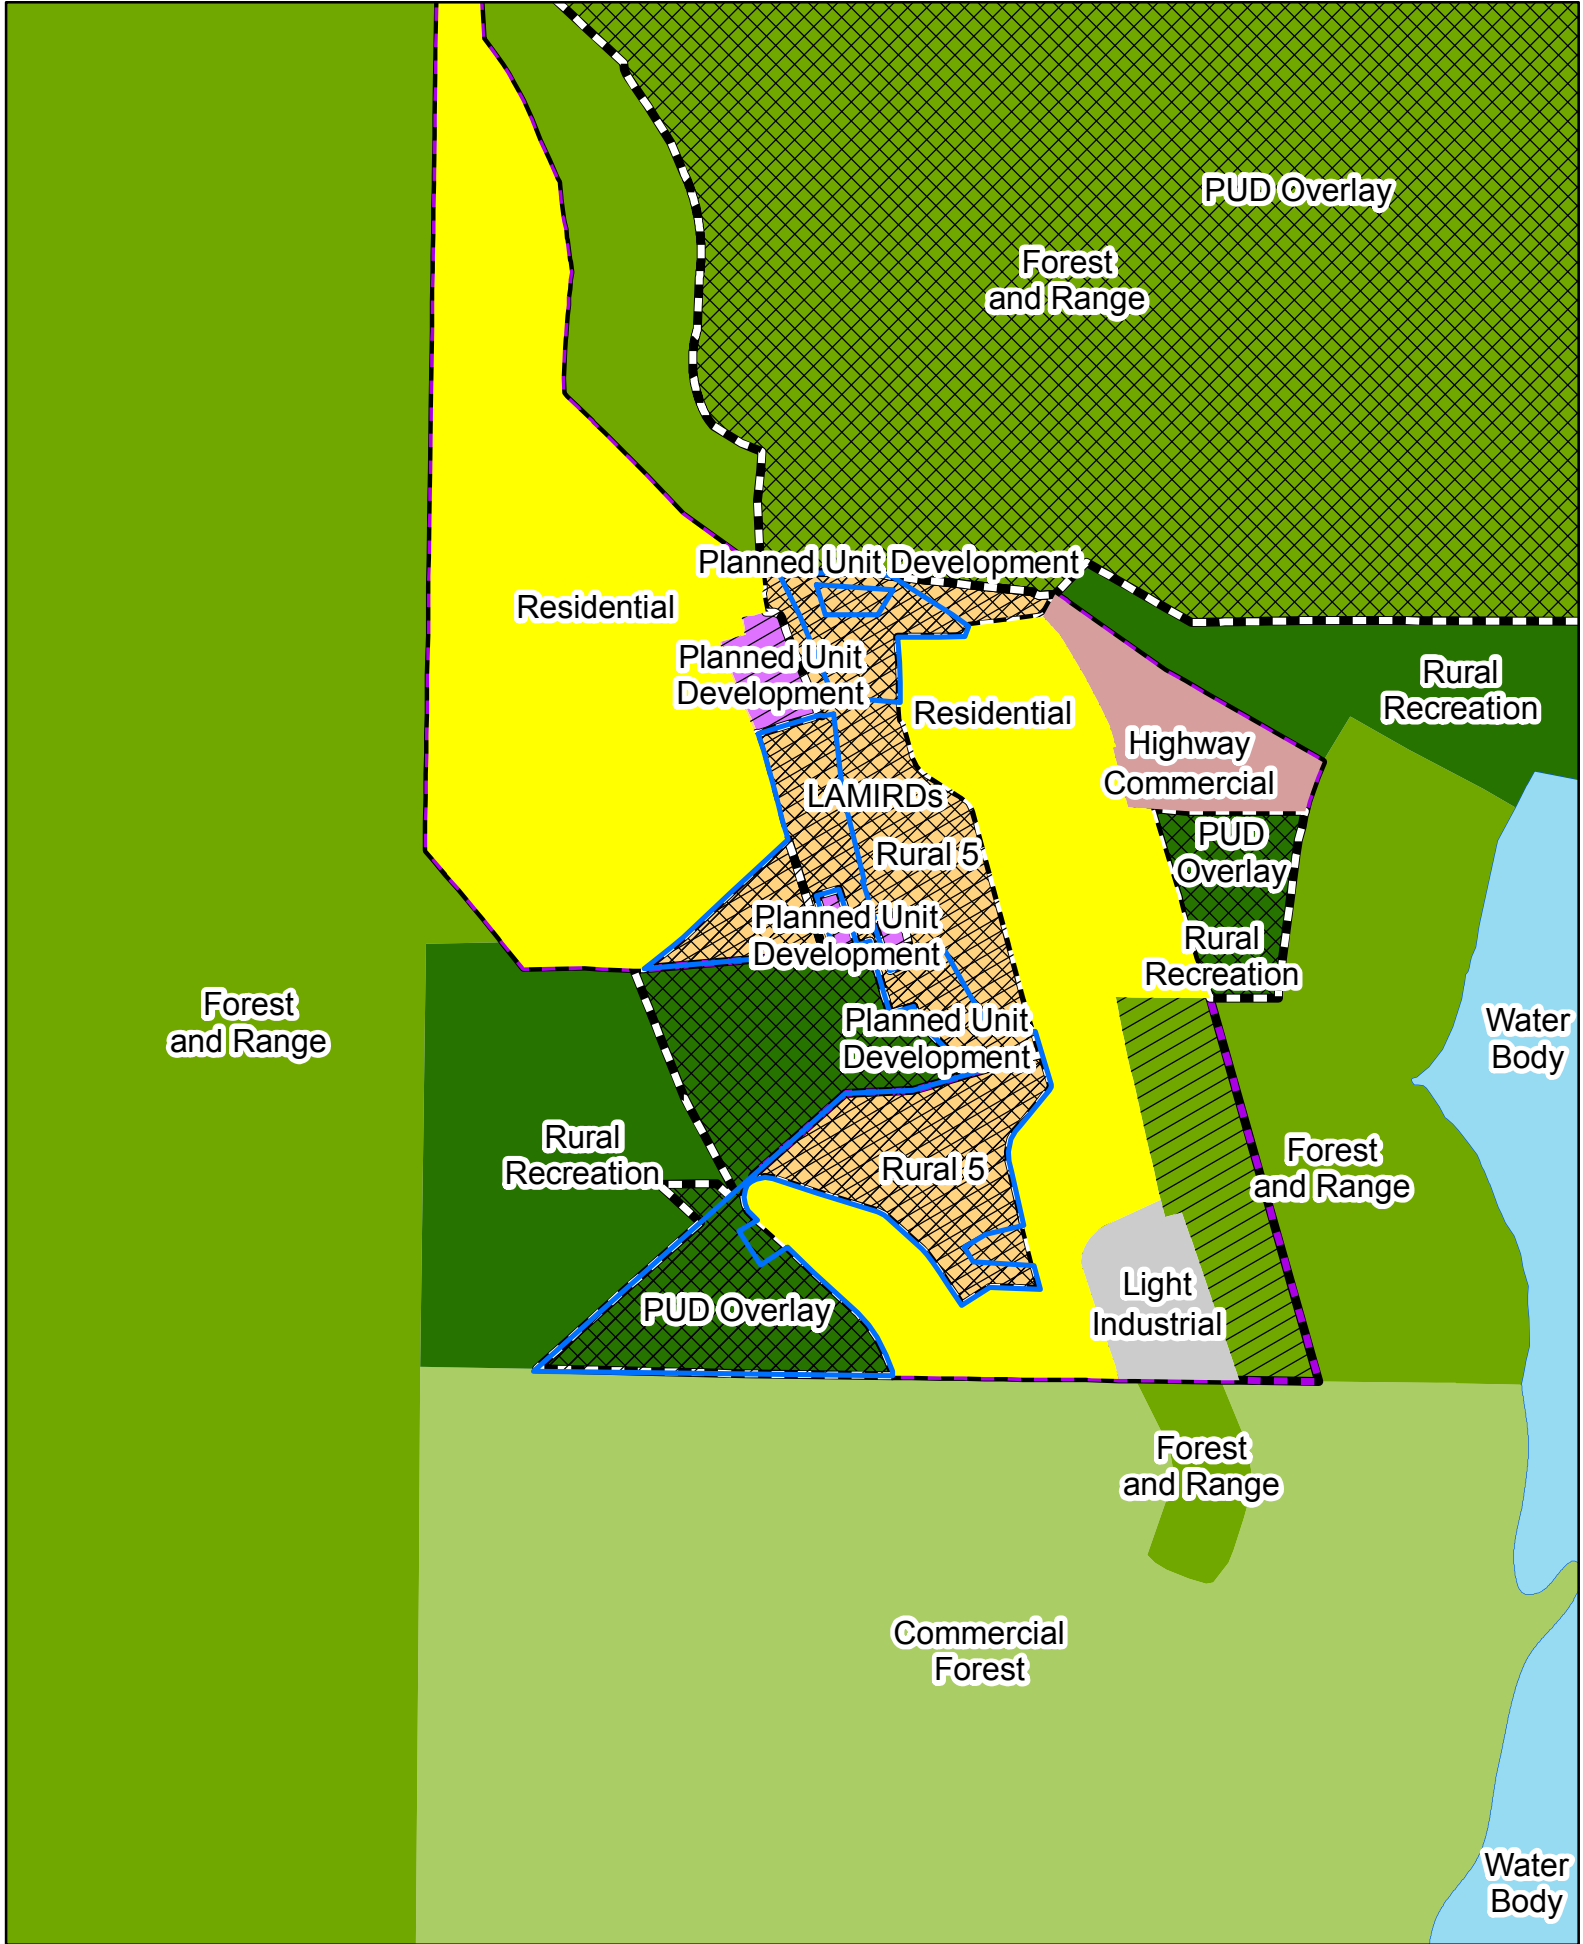 PUD Overlay
Forest
and Range
Planned Unit Development
Residential
Planned Unit
Development
Residential
Rural
Recreation
Highway
Commercial
LAMIRDs
Rural 5
PUD
Overlay
Planned Unit
Development
Rural
Recreation
Forest
and Range
Planned Unit
Development
Water
Body
Rural
Recreation
Rural 5
Forest
and Range
PUD Overlay
Light
Industrial
Forest
and Range
Commercial
Forest
Water
Body